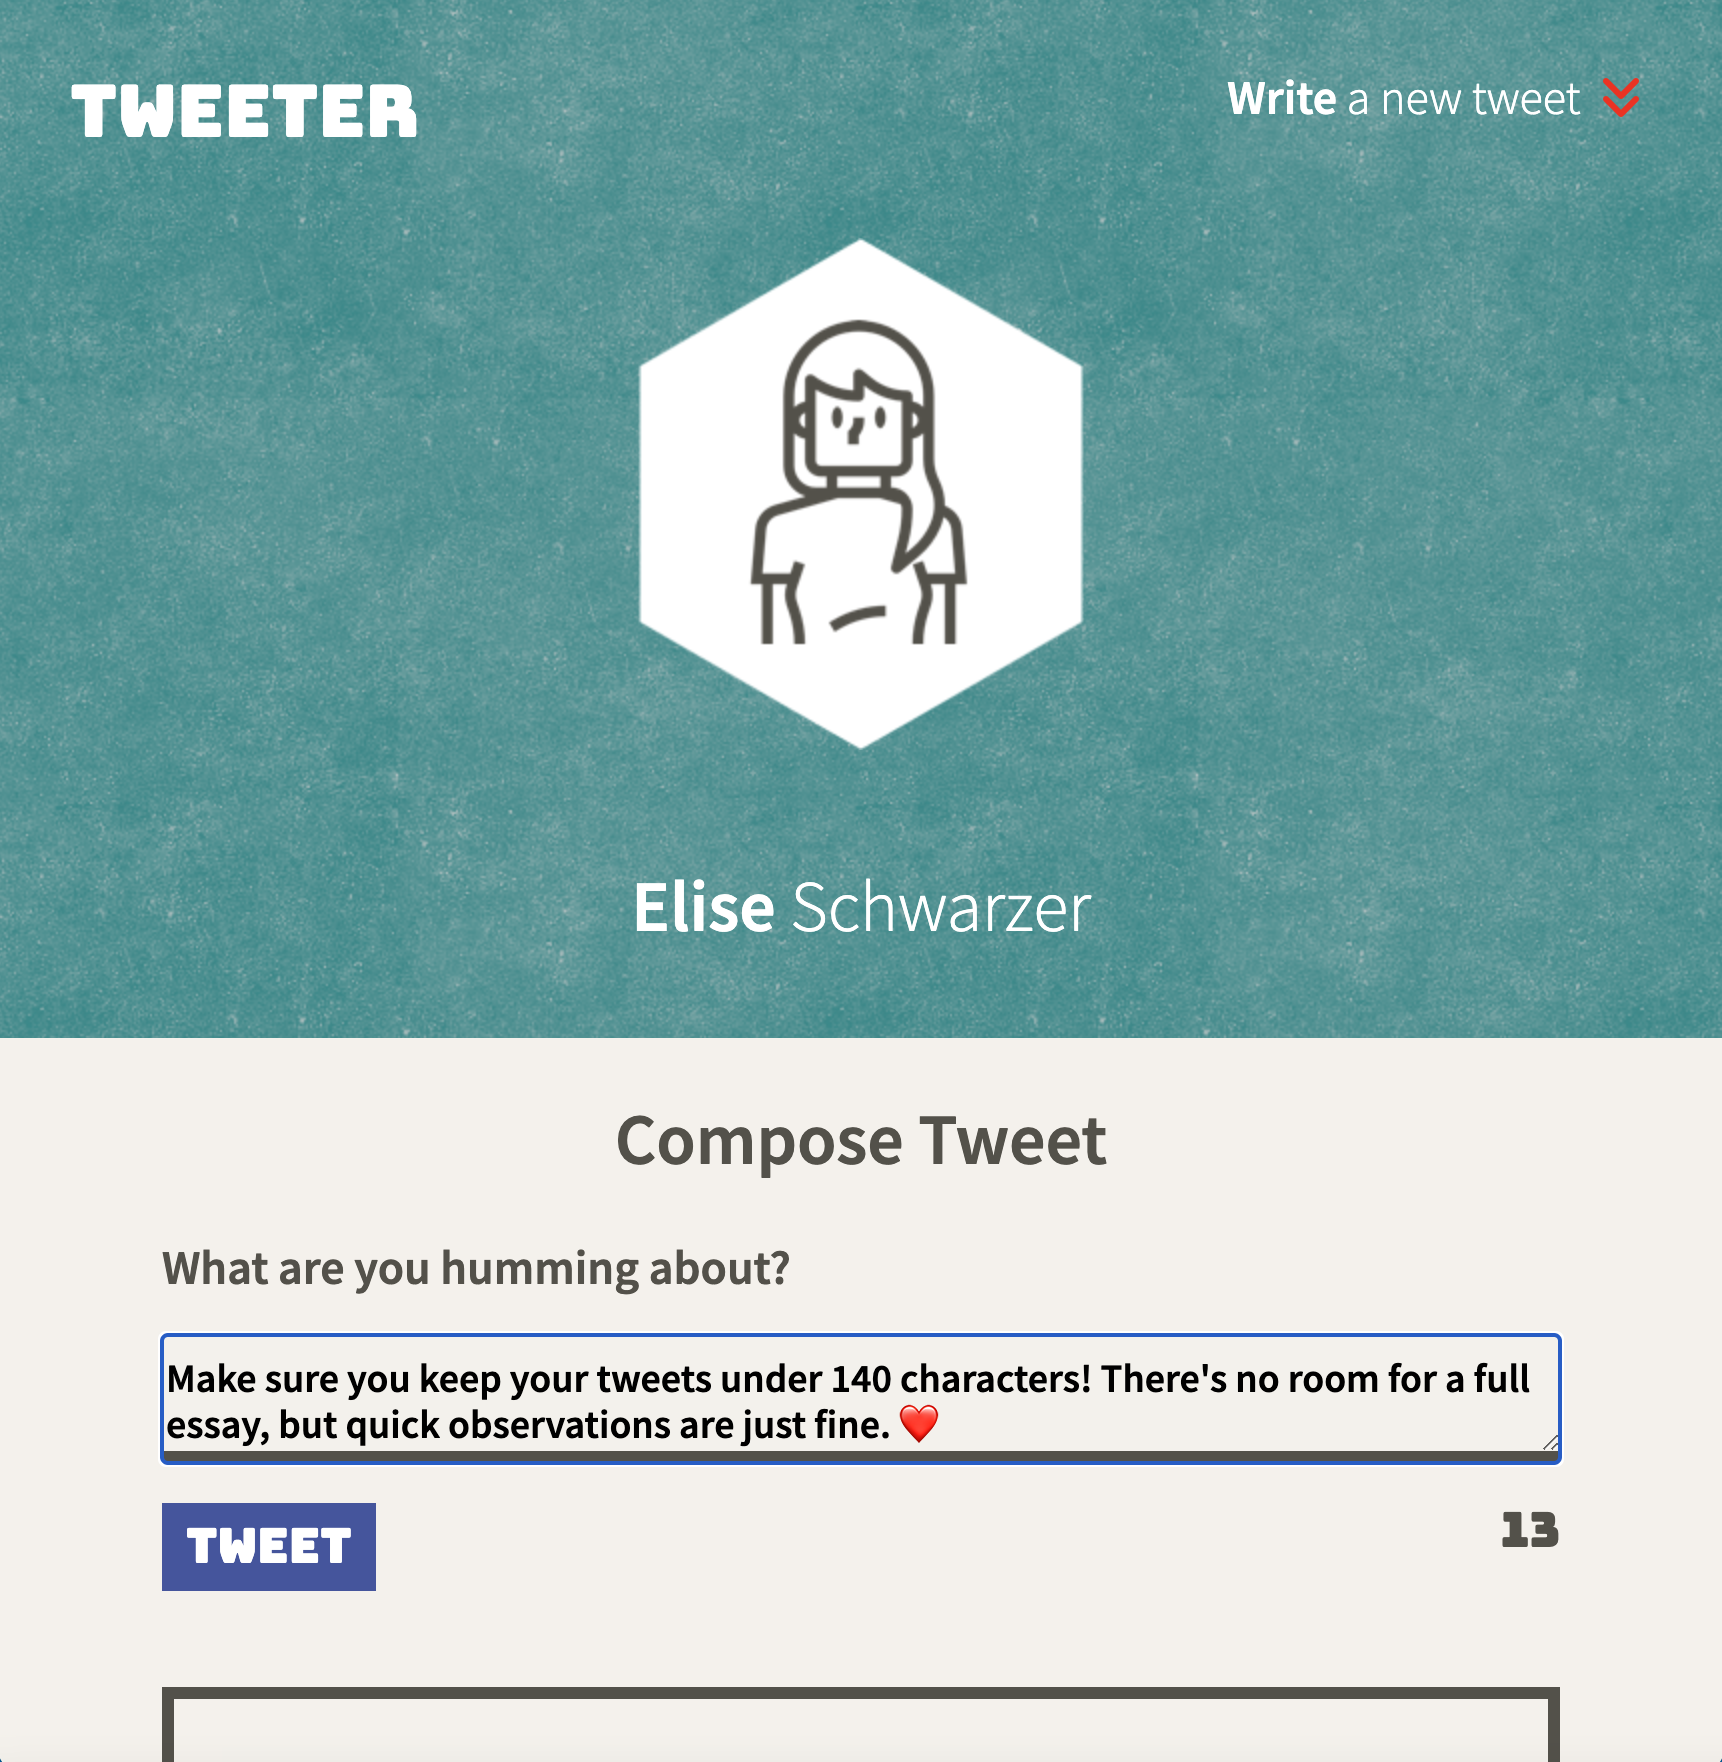 TWEETER
Write a new tweet
Elise Schwarzer
Compose Tweet
What are you humming about?
Make sure you keep your tweets under 140 characters! There's no room for a full
essay, but quick observations are just fine. ❤️
TWEET
13